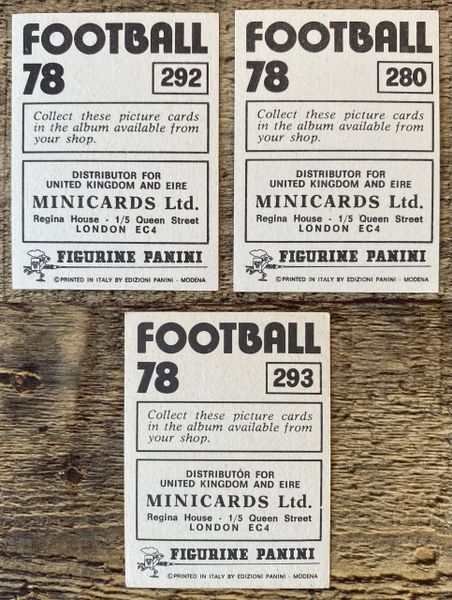 FOOTBALL
78 292
Collect these picture cards
in the album available from
your shop.
DISTRIBUTOR FOR
UNITED KINGDOM AND EIRE
MINICARDS Ltd.
Regina House - 1/5 Queen Street
LONDON EC4
FIGURINE PANINI
©PRINTED IN ITALY BY EDIZIONI PANINI - MODENA
FOOTBALL
78 280
Collect these picture cards
in the album available from
your shop.
DISTRIBUTOR FOR
UNITED KINGDOM AND EIRE
MINICARDS Ltd.
Regina House - 1/5 Queen Street
LONDON EC4
FIGURINE PANINI
©PRINTED IN ITALY BY EDIZIONI PANINI - MODENA
FOOTBALL
78 293
Collect these picture cards
in the album available from
your shop.
DISTRIBUTOR FOR
UNITED KINGDOM AND EIRE
MINICARDS Ltd.
Regina House - 1/5 Queen Street
LONDON EC4
FIGURINE PANINI
©PRINTED IN ITALY BY EDIZIONI PANINI - MODENA